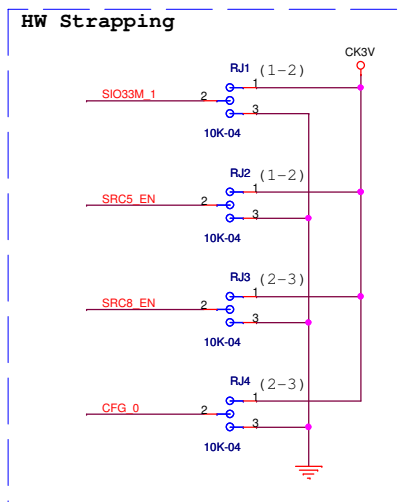 HW Strapping
CK3V
RJ1 (1-2)
1
SIO33M_1 2
3
10K-04
RJ2 (1-2)
1
SRC5_EN 2
3
10K-04
RJ3 (2-3)
1
SRC8_EN 2
3
10K-04
RJ4 (2-3)
1
CFG_0 2
3
10K-04